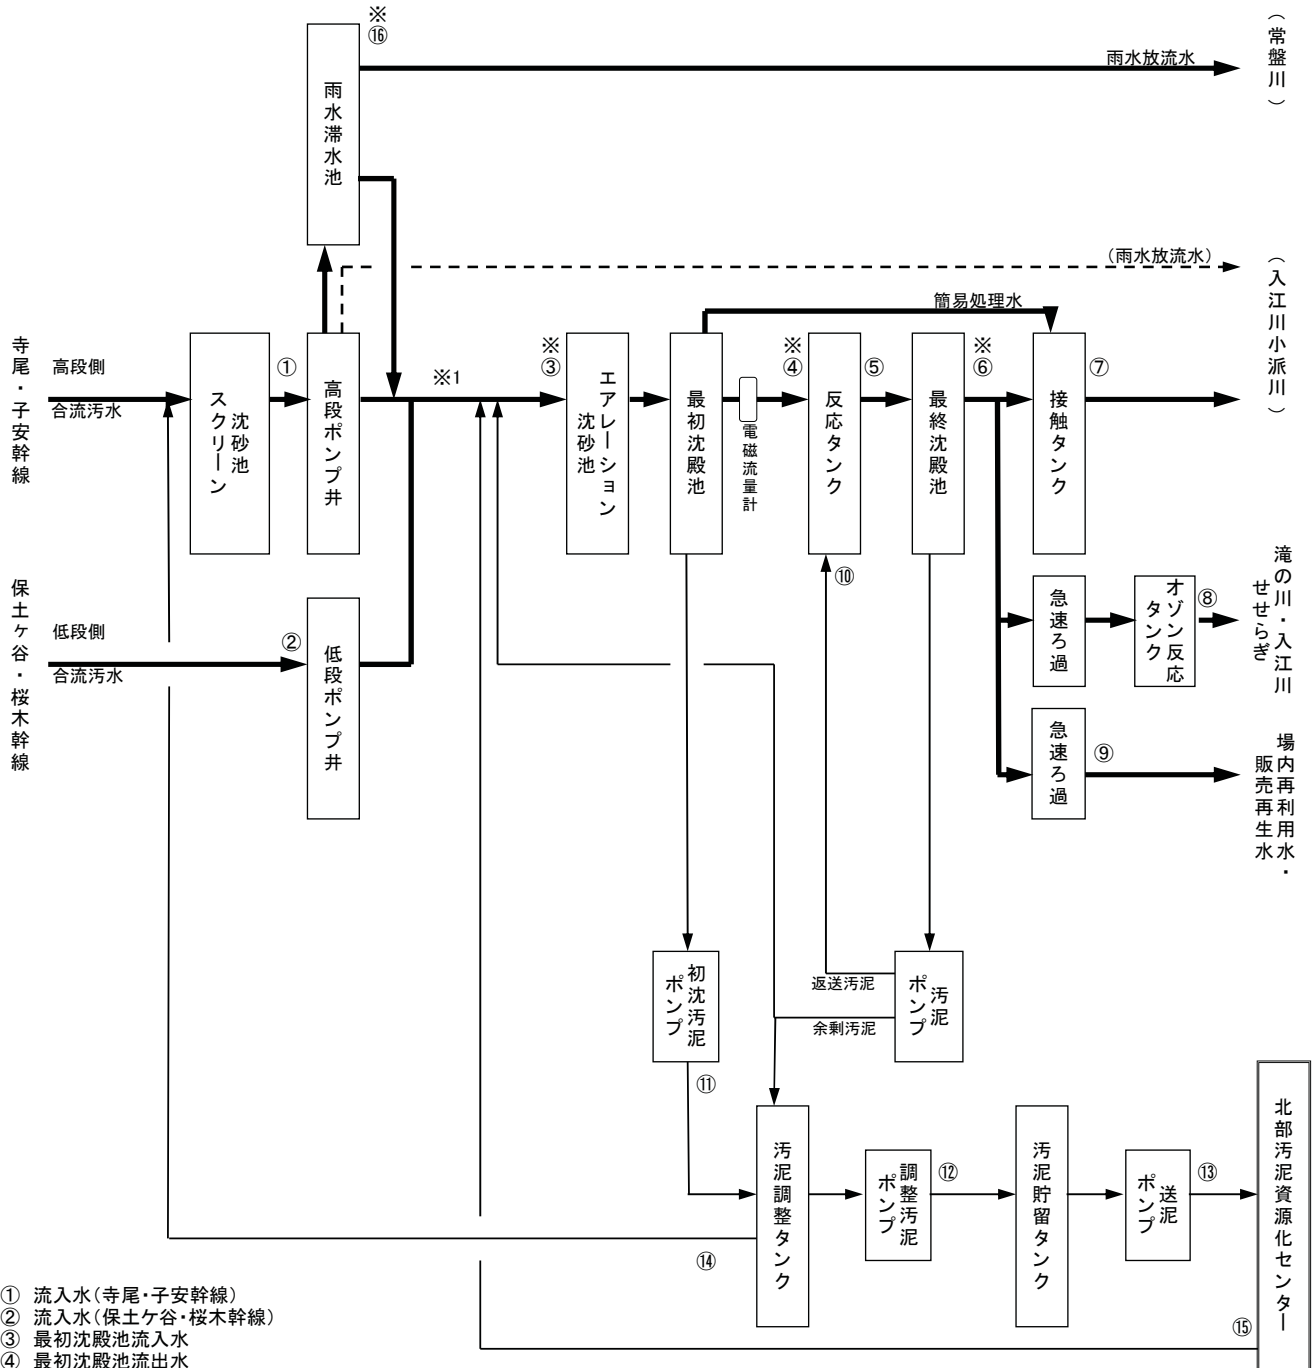 ※
⑯
雨水滞水池
雨水放流水
（常盤川）
(雨水放流水)
（入江川小派川）
簡易処理水
寺尾・子安幹線
高段側
合流汚水
沈砂池
スクリーン
①
高段ポンプ井
※1
※
③
エアレーション
沈砂池
最初沈殿池
電磁流量計
※
④
反応タンク
⑤
最終沈殿池
※
⑥
接触タンク
⑦
保土ヶ谷・桜木幹線
低段側
合流汚水
②
低段ポンプ井
⑩
急速ろ過
オゾン反応
タンク
⑧
滝の川・入江川
せせらぎ
急速ろ過
⑨
場内再利用水・
販売再生水
初沈汚泥
ポンプ
返送汚泥
余剰汚泥
汚泥
ポンプ
⑪
汚泥調整タンク
調整汚泥
ポンプ
⑫
汚泥貯留タンク
送泥
ポンプ
⑬
北部汚泥資源化センター
⑭
⑮
① 流入水(寺尾・子安幹線)
② 流入水(保土ケ谷・桜木幹線)
③ 最初沈殿池流入水
④ 最初沈殿池流出水